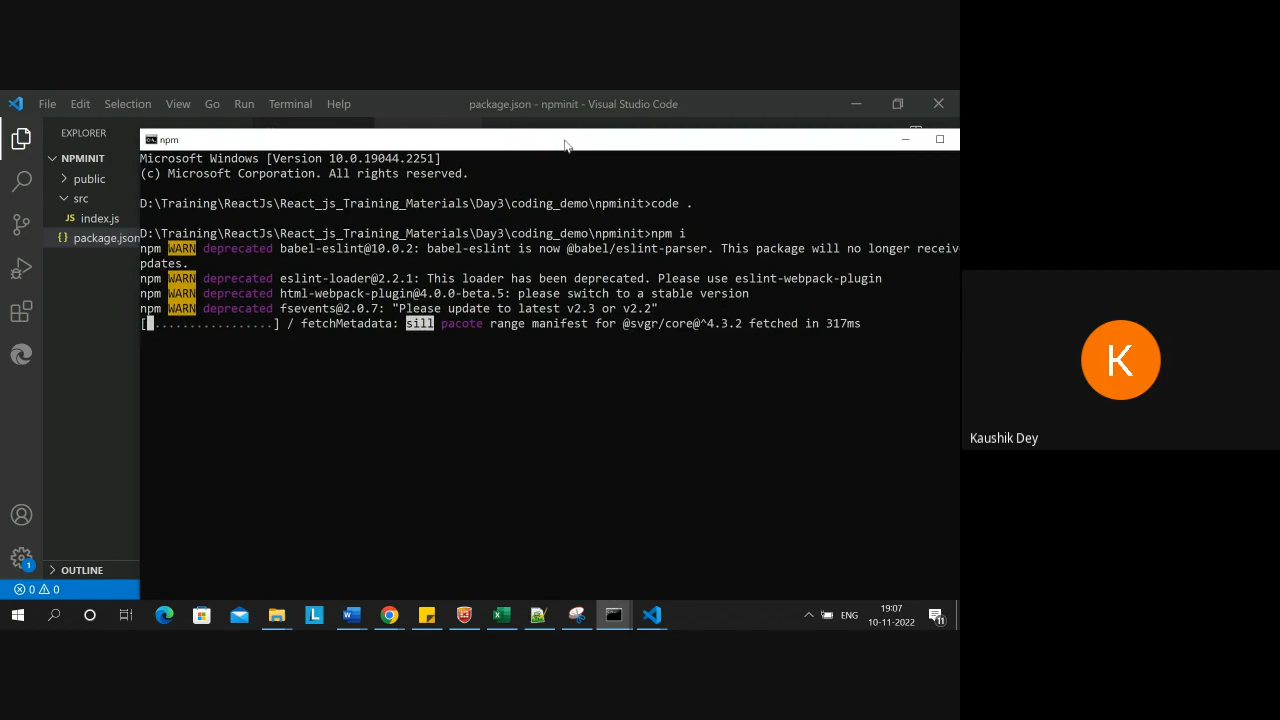 File Edit Selection View Go Run Terminal Help
package.json - npminit - Visual Studio Code
EXPLORER
NPMINIT
public
src
JS index.js
{} package.json
OUTLINE
0 0
1
npm
Microsoft Windows [Version 10.0.19044.2251]
(c) Microsoft Corporation. All rights reserved.
D:\Training\ReactJs\React_js_Training_Materials\Day3\coding_demo\npminit>code .
D:\Training\ReactJs\React_js_Training_Materials\Day3\coding_demo\npminit>npm i
npm WARN deprecated babel-eslint@10.0.2: babel-eslint is now @babel/eslint-parser. This package will no longer receive
pdates.
npm WARN deprecated eslint-loader@2.2.1: This loader has been deprecated. Please use eslint-webpack-plugin
npm WARN deprecated html-webpack-plugin@4.0.0-beta.5: please switch to a stable version
npm WARN deprecated fsevents@2.0.7: "Please update to latest v2.3 or v2.2"
[ .................] / fetchMetadata: sill pacote range manifest for @svgr/core@^4.3.2 fetched in 317ms
L
ENG
19:07
10-11-2022
11
K
Kaushik Dey